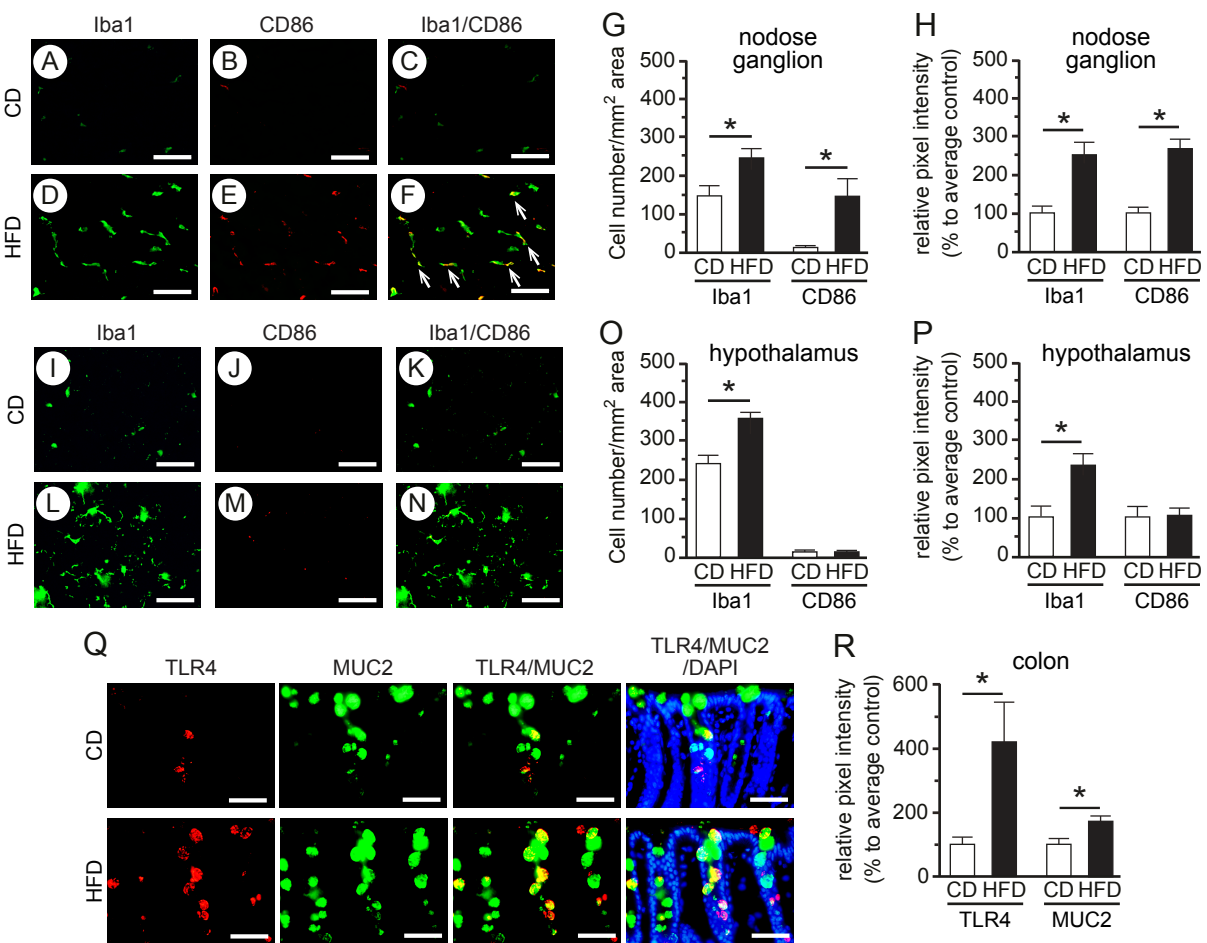 Iba1 CD86 Iba1/CD86
CD
A B C
HFD
D E F
G
nodose
ganglion
Cell number/mm² area
500
400
300
200
100
0
*
*
CD HFD CD HFD
Iba1 CD86
H
nodose
ganglion
relative pixel intensity
(% to average control)
500
400
300
200
100
0
*
*
CD HFD CD HFD
Iba1 CD86
Iba1 CD86 Iba1/CD86
CD
I J K
HFD
L M N
O
hypothalamus
Cell number/mm² area
500
400
300
200
100
0
*
CD HFD CD HFD
Iba1 CD86
P
hypothalamus
relative pixel intensity
(% to average control)
500
400
300
200
100
0
*
CD HFD CD HFD
Iba1 CD86
Q
TLR4 MUC2 TLR4/MUC2 TLR4/MUC2
/DAPI
CD
HFD
R
colon
relative pixel intensity
(% to average control)
600
400
200
0
*
*
CD HFD CD HFD
TLR4 MUC2